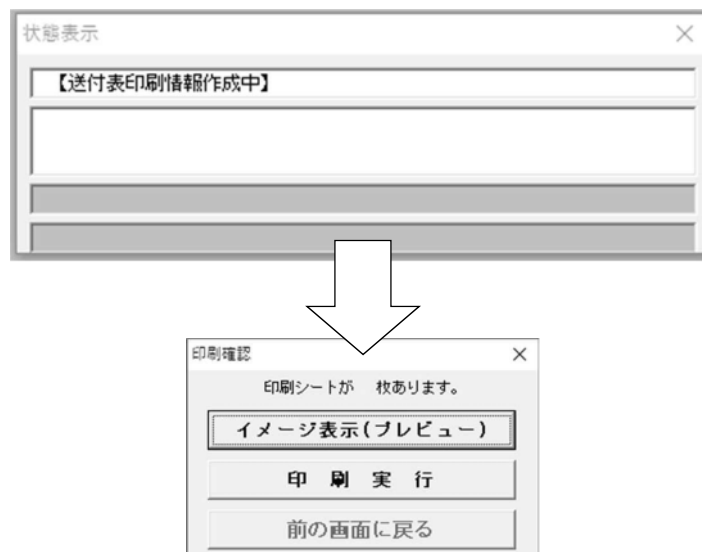 状態表示
【送付表印刷情報作成中】
印刷確認
印刷シートが　枚あります。
イメージ表示(プレビュー)
印　刷　実　行
前の画面に戻る